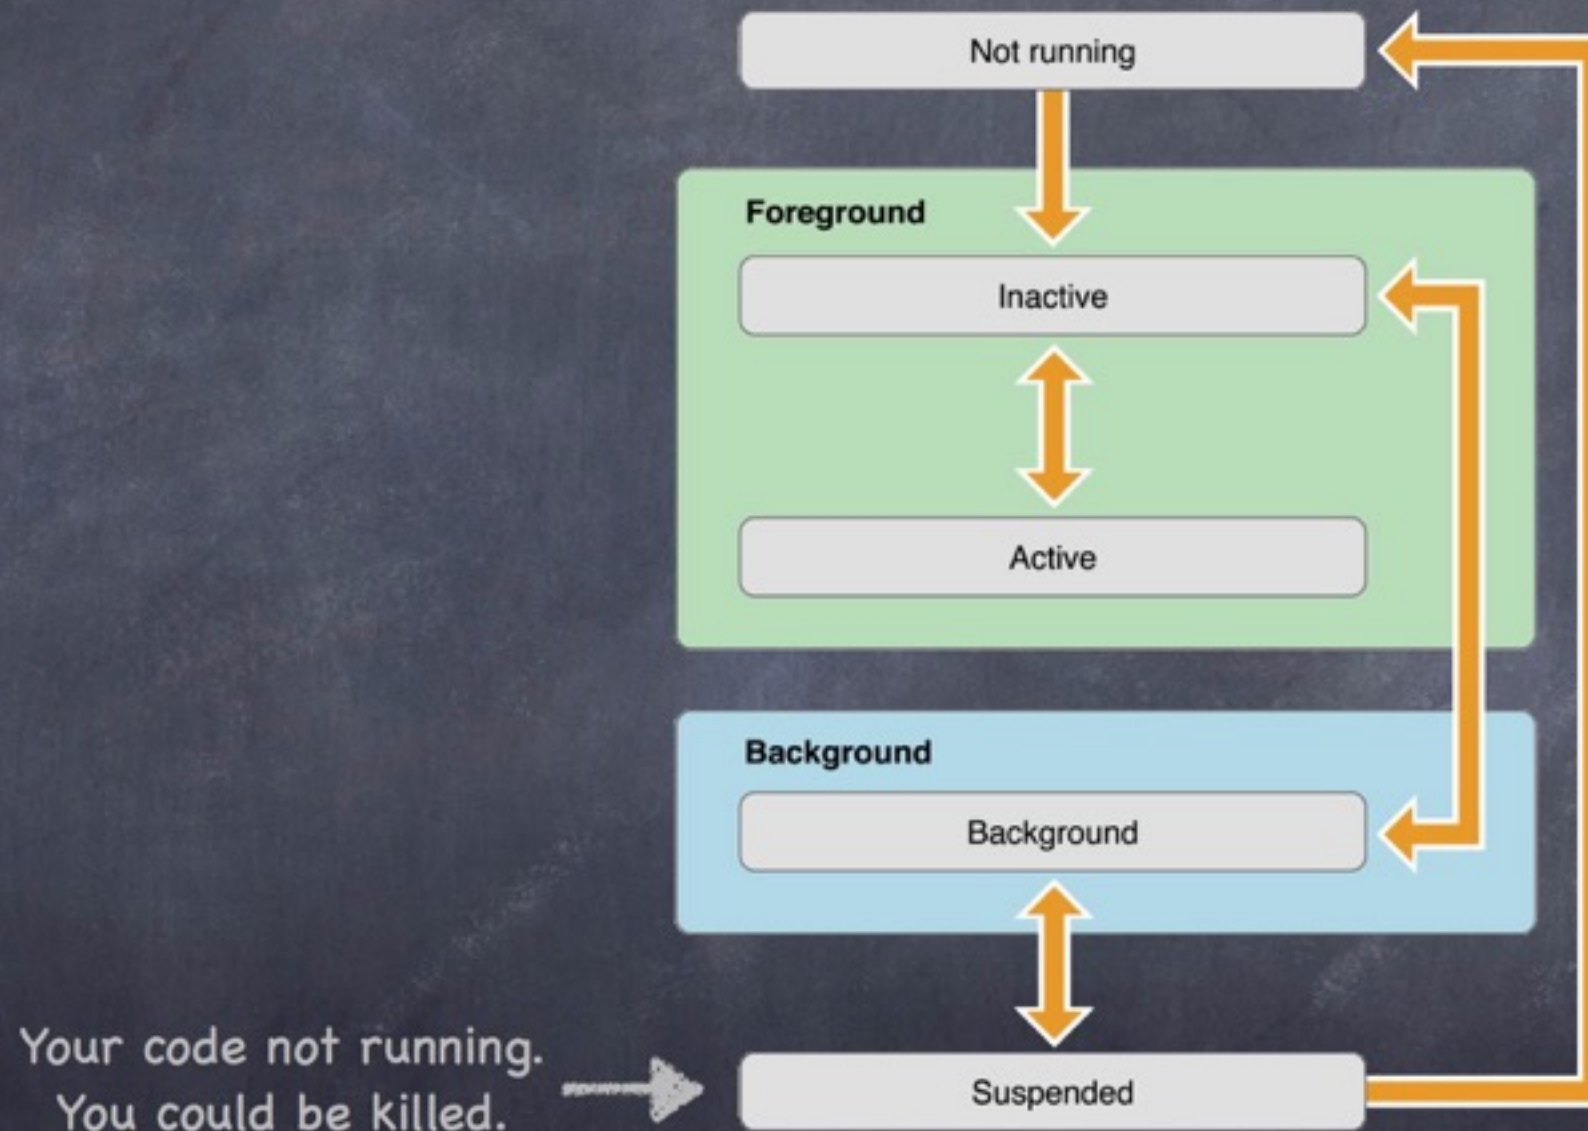 Not running
Foreground
Inactive
Active
Background
Background
Your code not running.
You could be killed.
Suspended